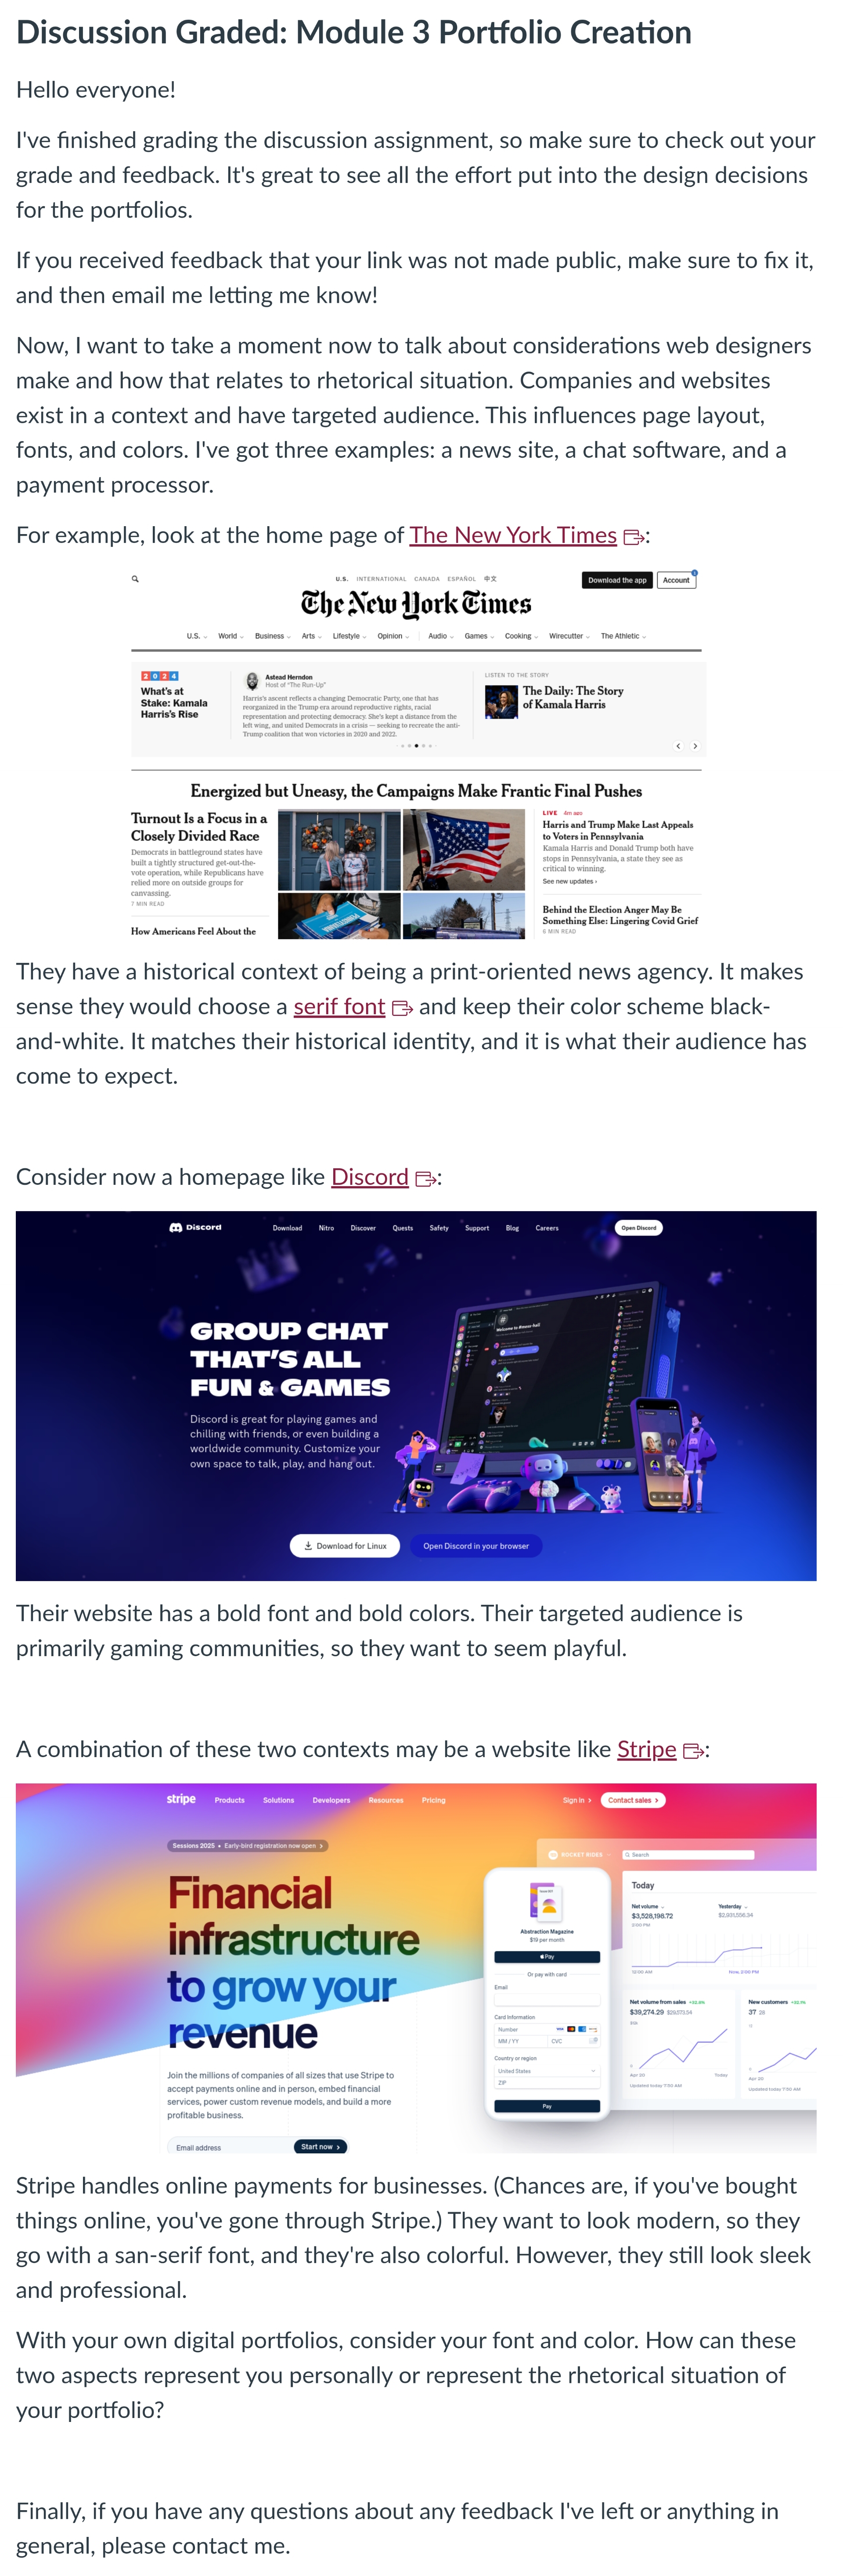 Discussion Graded: Module 3 Portfolio Creation
Hello everyone!
I've finished grading the discussion assignment, so make sure to check out your
grade and feedback. It's great to see all the effort put into the design decisions
for the portfolios.
If you received feedback that your link was not made public, make sure to fix it,
and then email me letting me know!
Now, I want to take a moment now to talk about considerations web designers
make and how that relates to rhetorical situation. Companies and websites
exist in a context and have targeted audience. This influences page layout,
fonts, and colors. I've got three examples: a news site, a chat software, and a
payment processor.
For example, look at the home page of The New York Times:
U.S. INTERNATIONAL CANADA ESPAÑOL 中文
Download the app Account 1
The New York Times
U.S. World Business Arts Lifestyle Opinion Audio Games Cooking Wirecutter The Athletic
2024
What's at
Stake: Kamala
Harris's Rise
Astead Herndon
Host of "The Run-Up"
Harris's ascent reflects a changing Democratic Party, one that has
reorganized in the Trump era around reproductive rights, racial
representation and protecting democracy. She's kept a distance from the
left wing, and united Democrats in a crisis — seeking to recreate the anti-
Trump coalition that won victories in 2020 and 2022.
LISTEN TO THE STORY
The Daily: The Story
of Kamala Harris
Energized but Uneasy, the Campaigns Make Frantic Final Pushes
Turnout Is a Focus in a
Closely Divided Race
Democrats in battleground states have
built a tightly structured get-out-the-
vote operation, while Republicans have
relied more on outside groups for
canvassing.
7 MIN READ
How Americans Feel About the
LIVE 4m ago
Harris and Trump Make Last Appeals
to Voters in Pennsylvania
Kamala Harris and Donald Trump both have
stops in Pennsylvania, a state they see as
critical to winning.
See new updates ›
Behind the Election Anger May Be
Something Else: Lingering Covid Grief
6 MIN READ
They have a historical context of being a print-oriented news agency. It makes
sense they would choose a serif font and keep their color scheme black-
and-white. It matches their historical identity, and it is what their audience has
come to expect.
Consider now a homepage like Discord:
Discord Download Nitro Discover Quests Safety Support Blog Careers Open Discord
GROUP CHAT
THAT'S ALL
FUN & GAMES
Discord is great for playing games and
chilling with friends, or even building a
worldwide community. Customize your
own space to talk, play, and hang out.
Download for Linux Open Discord in your browser
Their website has a bold font and bold colors. Their targeted audience is
primarily gaming communities, so they want to seem playful.
A combination of these two contexts may be a website like Stripe:
stripe Products Solutions Developers Resources Pricing Sign in › Contact sales ›
Sessions 2025 • Early-bird registration now open ›
Financial
infrastructure
to grow your
revenue
Join the millions of companies of all sizes that use Stripe to
accept payments online and in person, embed financial
services, power custom revenue models, and build a more
profitable business.
Email address Start now ›
Abstraction Magazine
$19 per month
Pay
Or pay with card
Email
Card Information
Number VISA
MM / YY CVC
Country or region
United States
ZIP
Pay
ROCKET RIDES Search
Today
Net volume Yesterday
$3,528,198.72 $2,931,556.34
2:00 PM
12:00 AM Now, 2:00 PM
Net volume from sales +32.8%
$39,274.29 $29,573.54
Apr 20 Today
Updated today 7:50 AM
New customers
37 28
Apr 20
Updated today 7:50 AM
Stripe handles online payments for businesses. (Chances are, if you've bought
things online, you've gone through Stripe.) They want to look modern, so they
go with a san-serif font, and they're also colorful. However, they still look sleek
and professional.
With your own digital portfolios, consider your font and color. How can these
two aspects represent you personally or represent the rhetorical situation of
your portfolio?
Finally, if you have any questions about any feedback I've left or anything in
general, please contact me.